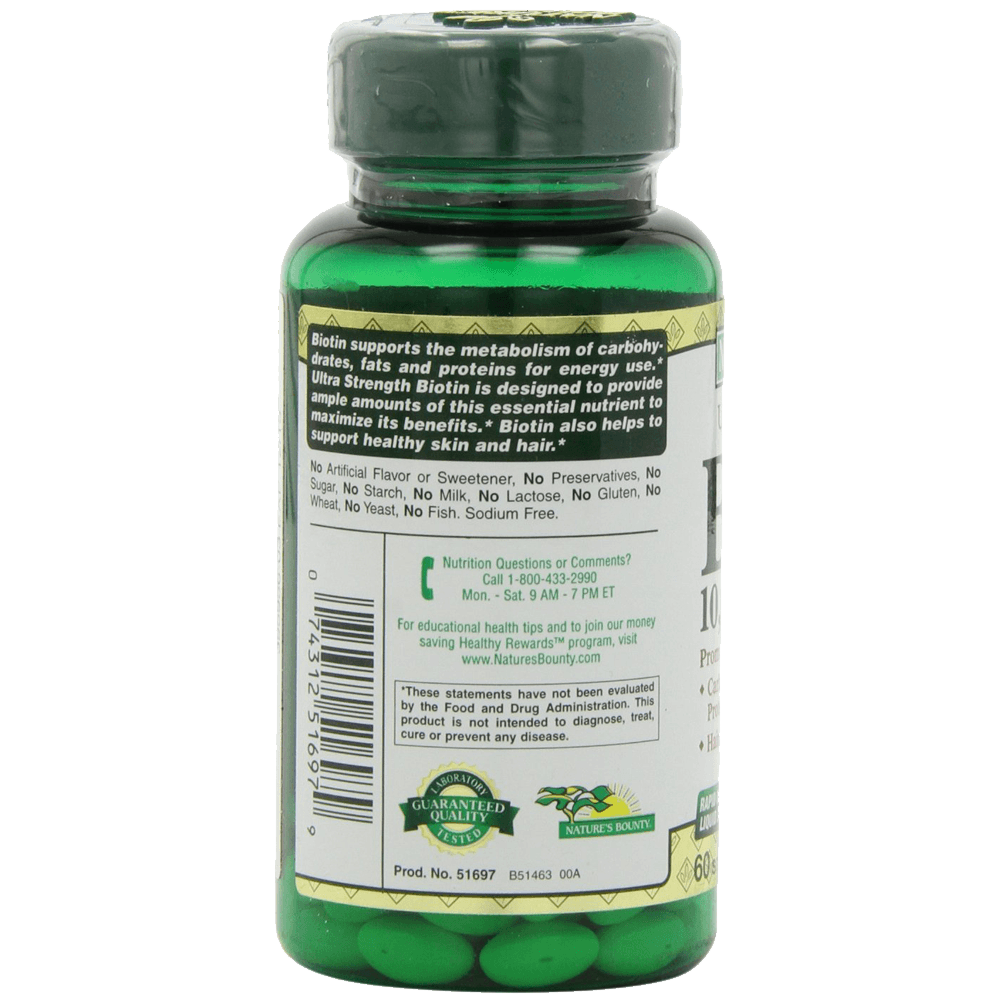 Biotin supports the metabolism of carbohy-
drates, fats and proteins for energy use.*
Ultra Strength Biotin is designed to provide
ample amounts of this essential nutrient to
maximize its benefits.* Biotin also helps to
support healthy skin and hair.*
No Artificial Flavor or Sweetener, No Preservatives, No
Sugar, No Starch, No Milk, No Lactose, No Gluten, No
Wheat, No Yeast, No Fish. Sodium Free.
Nutrition Questions or Comments?
Call 1-800-433-2990
Mon. - Sat. 9 AM - 7 PM ET
For educational health tips and to join our money
saving Healthy Rewards™ program, visit
www.NaturesBounty.com
*These statements have not been evaluated
by the Food and Drug Administration. This
product is not intended to diagnose, treat,
cure or prevent any disease.
0 74312 51697 9
LABORATORY
GUARANTEED
QUALITY
TESTED
NATURE'S BOUNTY
Prod. No. 51697 B51463 00A
10,
60